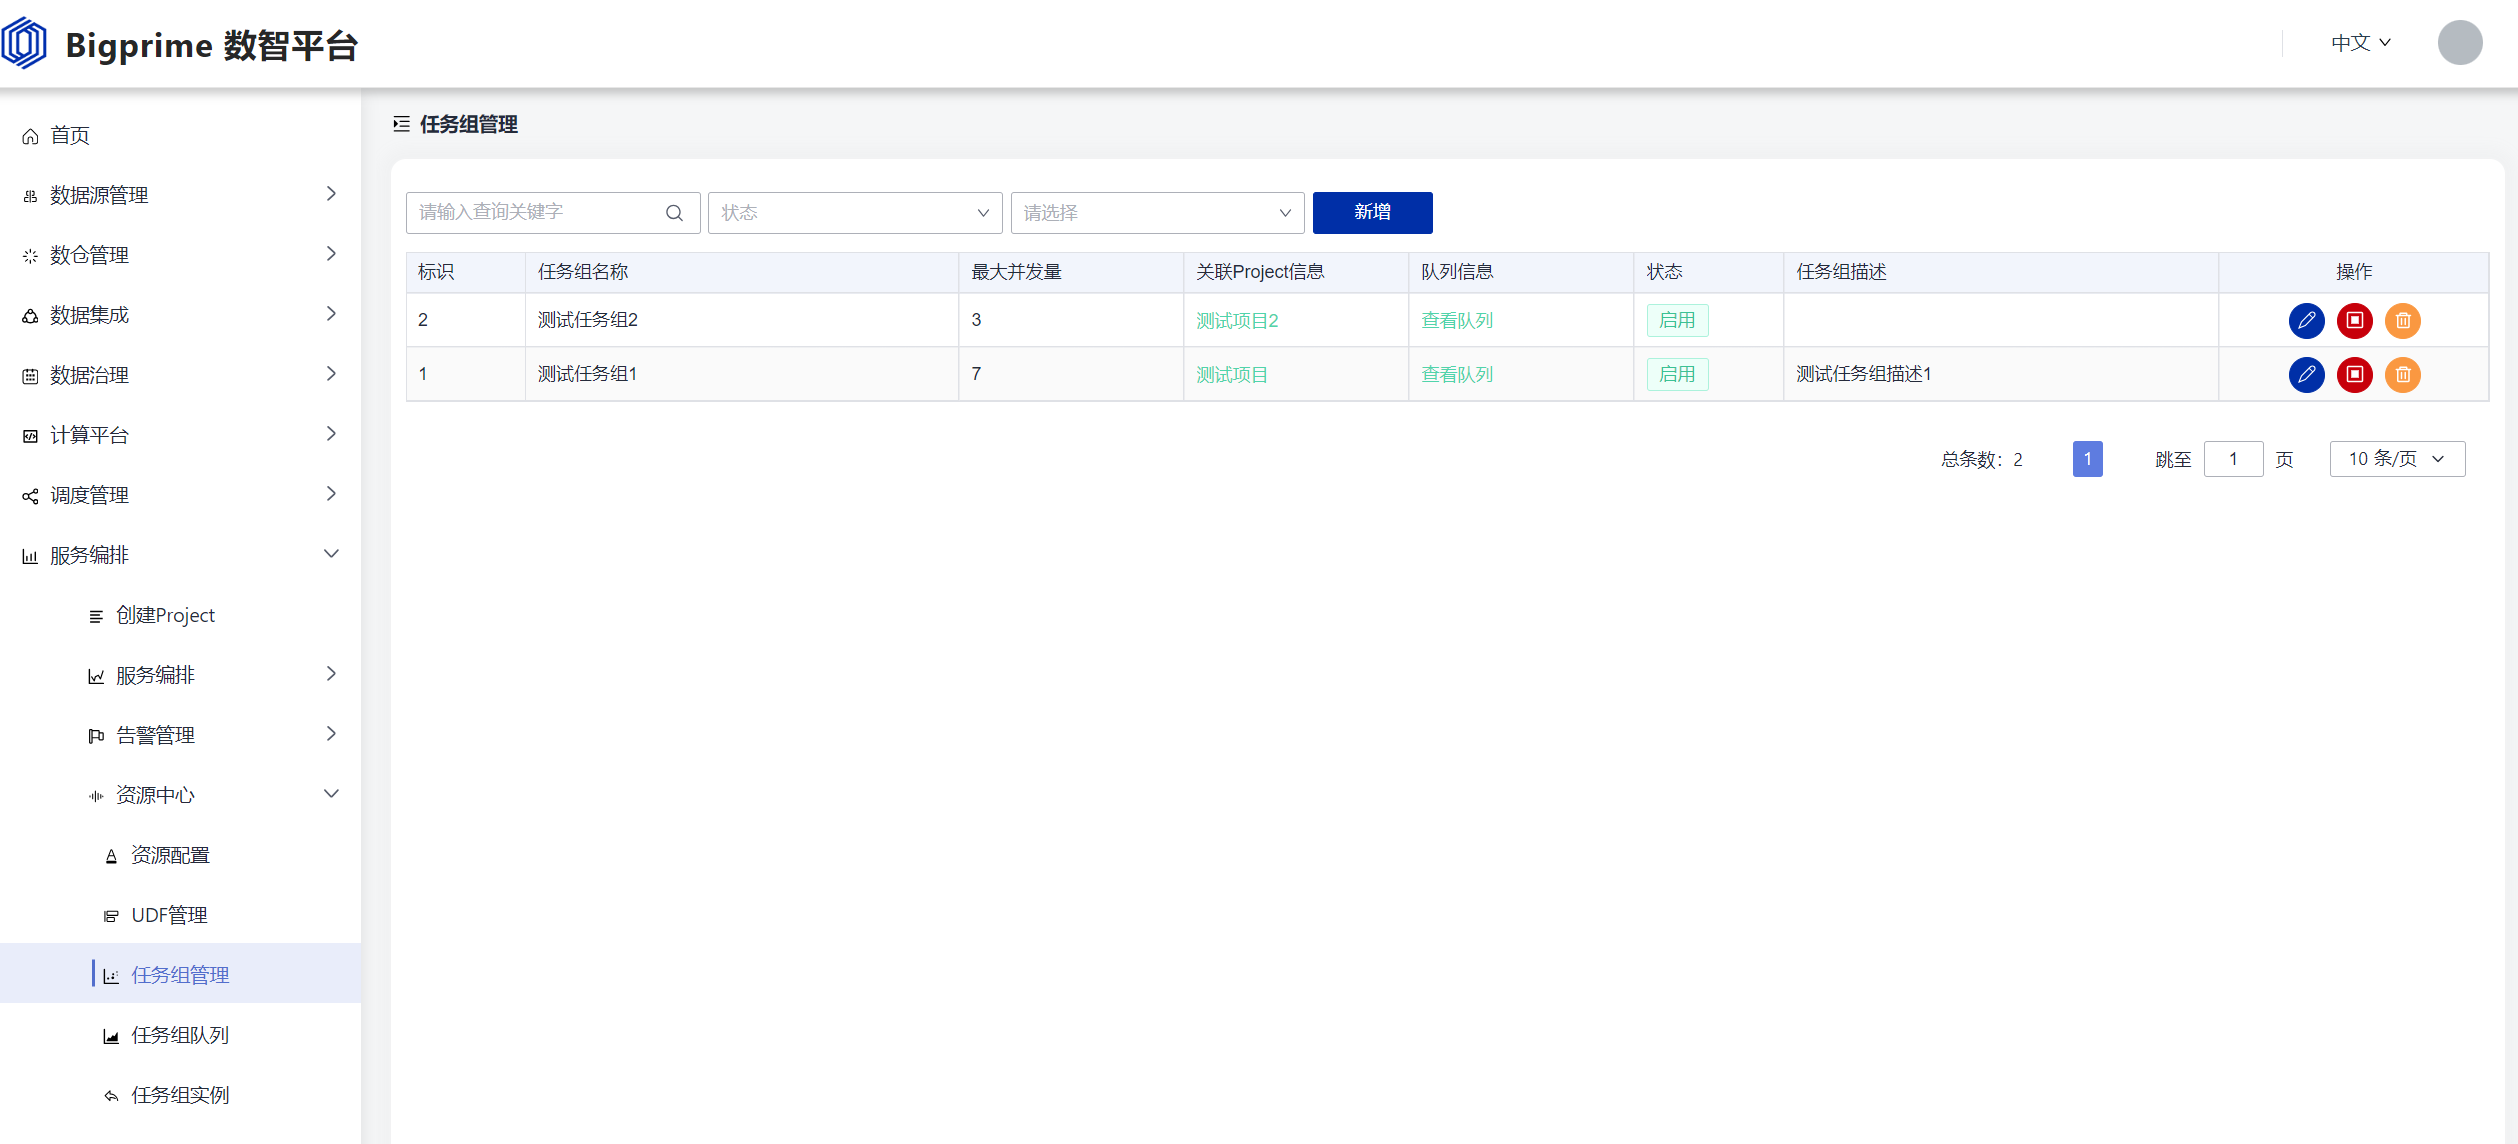 Bigprime 数智平台
中文
首页
数据源管理
数仓管理
数据集成
数据治理
计算平台
调度管理
服务编排
创建Project
服务编排
告警管理
资源中心
资源配置
UDF管理
任务组管理
任务组队列
任务组实例
任务组管理
请输入查询关键字 状态 请选择 新增
标识 任务组名称 最大并发量 关联Project信息 队列信息 状态 任务组描述 操作
2 测试任务组2 3 测试项目2 查看队列 启用
1 测试任务组1 7 测试项目 查看队列 启用 测试任务组描述1
总条数：2 1 跳至 1 页 10 条/页